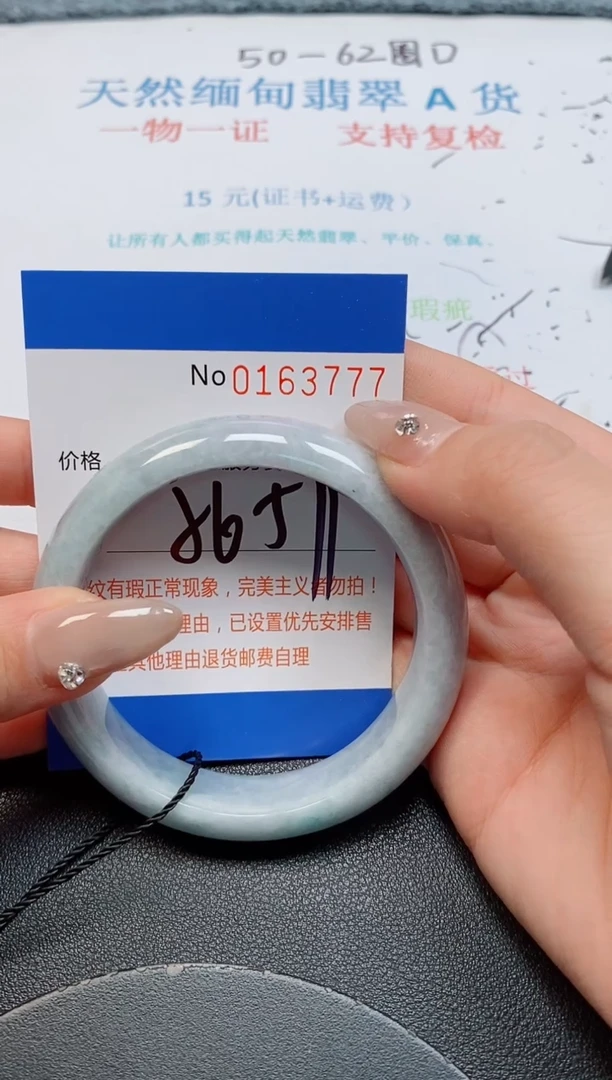 50-62圈口
天然缅甸翡翠 A 货
一物一证 支持复检
15 元(证书+运费)
让所有人都买得起天然翡翠、平价、保真。
瑕疵
No 0163777
过
价格
纹有瑕正常现象，完美主义者勿拍！
理由，已设置优先安排售
其他理由退货邮费自理